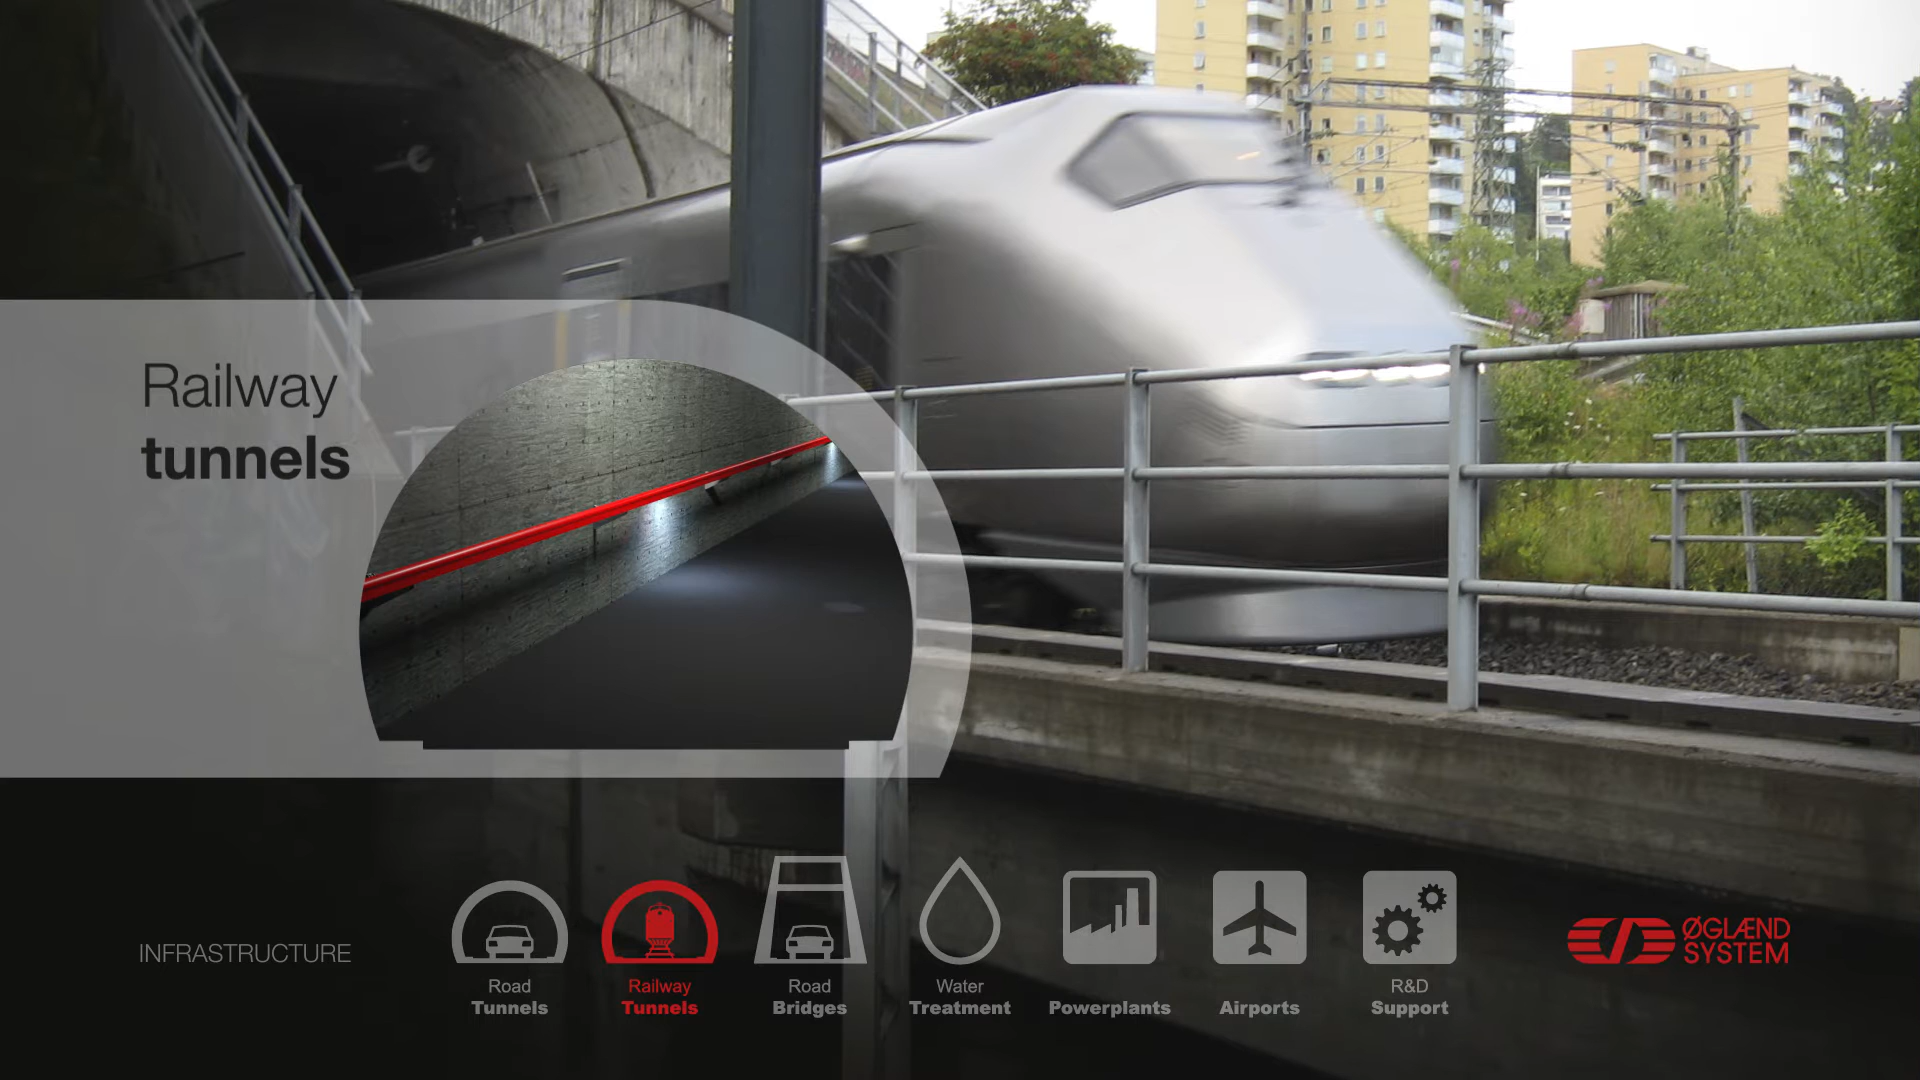 Railway
tunnels
INFRASTRUCTURE
Road
Tunnels
Railway
Tunnels
Road
Bridges
Water
Treatment
Powerplants
Airports
R&D
Support
ØGLÆND
SYSTEM